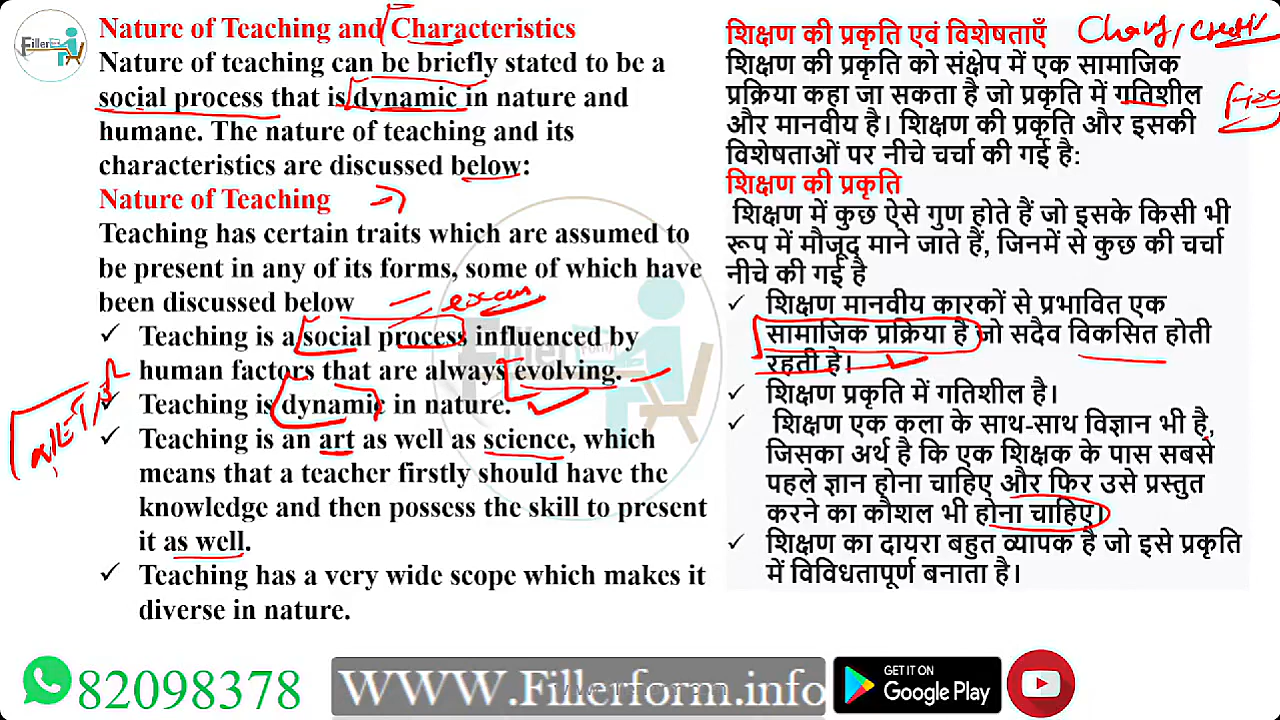 Nature of Teaching and Characteristics
Nature of teaching can be briefly stated to be a
social process that is dynamic in nature and
humane. The nature of teaching and its
characteristics are discussed below:
Nature of Teaching
Teaching has certain traits which are assumed to
be present in any of its forms, some of which have
been discussed below
exam
✓ Teaching is a social process influenced by
human factors that are always evolving.
✓ Teaching is dynamic in nature.
✓ Teaching is an art as well as science, which
means that a teacher firstly should have the
knowledge and then possess the skill to present
it as well.
✓ Teaching has a very wide scope which makes it
diverse in nature.
शिक्षण की प्रकृति एवं विशेषताएँ
शिक्षण की प्रकृति को संक्षेप में एक सामाजिक
प्रक्रिया कहा जा सकता है जो प्रकृति में गतिशील
और मानवीय है। शिक्षण की प्रकृति और इसकी
विशेषताओं पर नीचे चर्चा की गई है:
शिक्षण की प्रकृति
शिक्षण में कुछ ऐसे गुण होते हैं जो इसके किसी भी
रूप में मौजूद माने जाते हैं, जिनमें से कुछ की चर्चा
नीचे की गई है
✓ शिक्षण मानवीय कारकों से प्रभावित एक
सामाजिक प्रक्रिया है जो सदैव विकसित होती
रहती है।
✓ शिक्षण प्रकृति में गतिशील है।
✓ शिक्षण एक कला के साथ-साथ विज्ञान भी है,
जिसका अर्थ है कि एक शिक्षक के पास सबसे
पहले ज्ञान होना चाहिए और फिर उसे प्रस्तुत
करने का कौशल भी होना चाहिए।
✓ शिक्षण का दायरा बहुत व्यापक है जो इसे प्रकृति
में विविधतापूर्ण बनाता है।
82098378
WWW.Fillerform.info
GET IT ON
Google Play